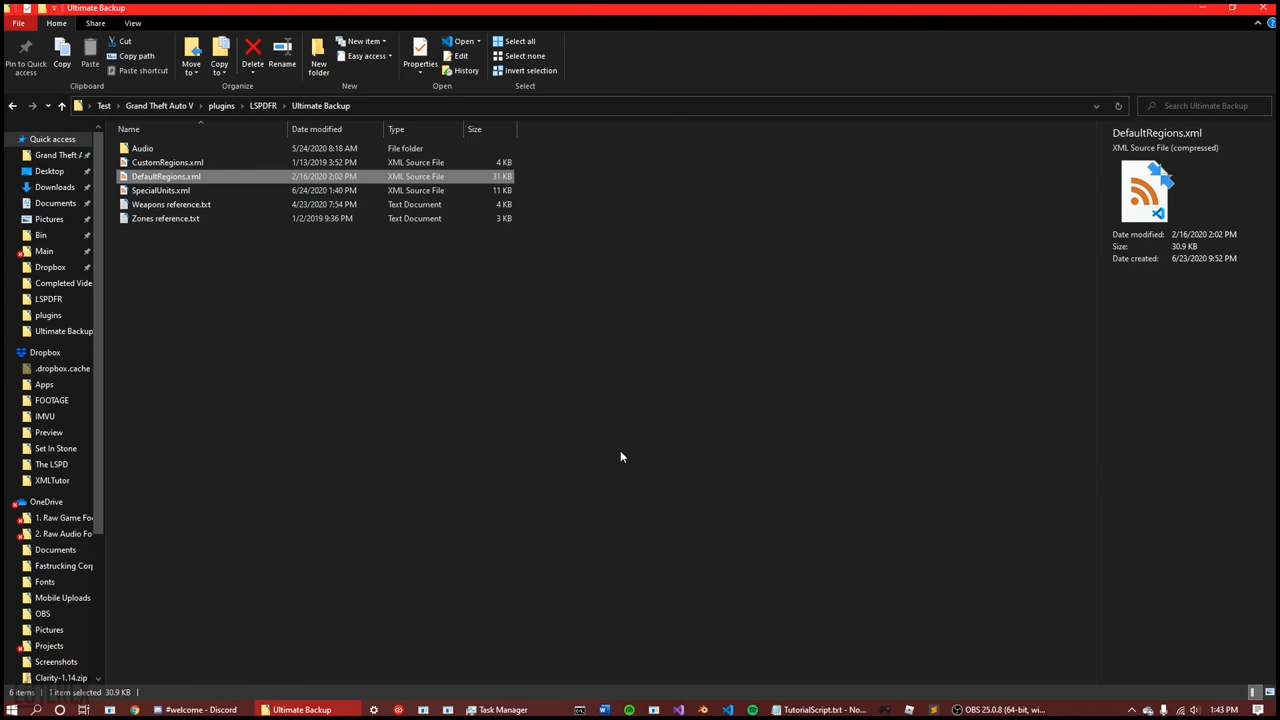 Ultimate Backup
File Home Share View
Pin to Quick access
Copy
Paste
Cut
Copy path
Paste shortcut
Clipboard
Move to
Copy to
Delete
Rename
Organize
New folder
New item
Easy access
New
Properties
Open
Edit
History
Open
Select all
Select none
Invert selection
Select
Test > Grand Theft Auto V > plugins > LSPDFR > Ultimate Backup
Search Ultimate Backup
Name Date modified Type Size
Audio 5/24/2020 8:18 AM File folder
CustomRegions.xml 1/13/2019 3:52 PM XML Source File 4 KB
DefaultRegions.xml 2/16/2020 2:02 PM XML Source File 31 KB
SpecialUnits.xml 6/24/2020 1:40 PM XML Source File 11 KB
Weapons reference.txt 4/23/2020 7:54 PM Text Document 4 KB
Zones reference.txt 1/2/2019 9:36 PM Text Document 3 KB
Quick access
Grand Theft A
Desktop
Downloads
Documents
Pictures
Bin
Main
Dropbox
Completed Vide
LSPDFR
plugins
Ultimate Backup
Dropbox
.dropbox.cache
Apps
FOOTAGE
IMVU
Preview
Set In Stone
The LSPD
XMLTutor
OneDrive
1. Raw Game Foo
2. Raw Audio Fo
Documents
Fastrucking Corp
Fonts
Mobile Uploads
OBS
Pictures
Projects
Screenshots
Clarity-1.14.zip
DefaultRegions.xml
XML Source File (compressed)
Date modified: 2/16/2020 2:02 PM
Size: 30.9 KB
Date created: 6/23/2020 9:52 PM
6 items 1 item selected 30.9 KB
#welcome - Discord
Ultimate Backup
Task Manager
TutorialScript.txt - No...
OBS 25.0.8 (64-bit, wi...
1:43 PM